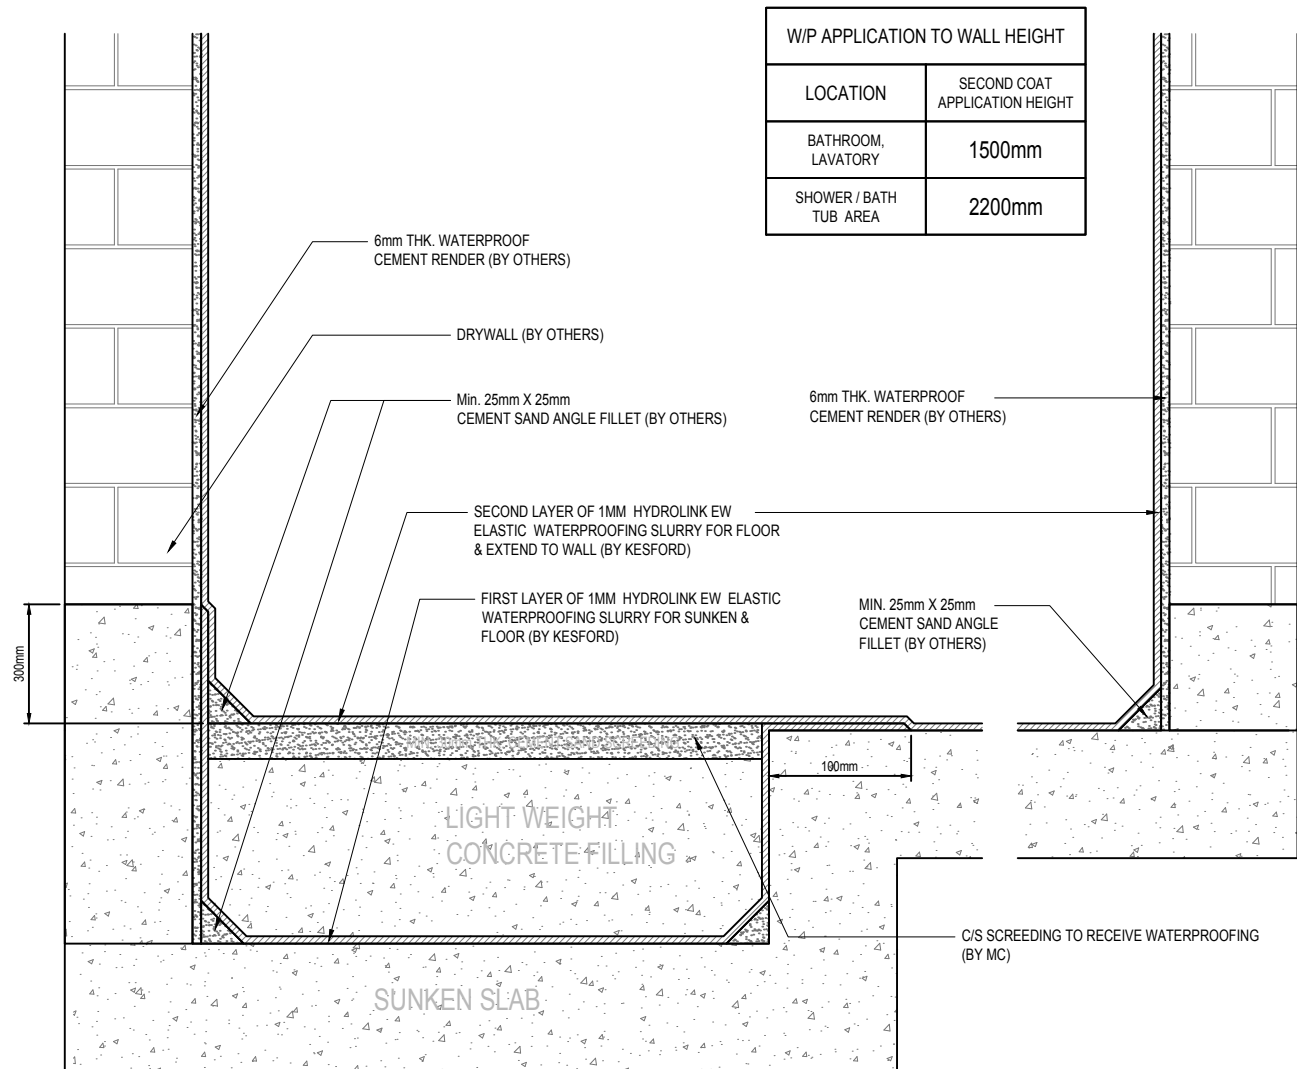 W/P APPLICATION TO WALL HEIGHT
LOCATION
SECOND COAT
APPLICATION HEIGHT
BATHROOM,
LAVATORY
1500mm
SHOWER / BATH
TUB AREA
2200mm
6mm THK. WATERPROOF
CEMENT RENDER (BY OTHERS)
DRYWALL (BY OTHERS)
Min. 25mm X 25mm
CEMENT SAND ANGLE FILLET (BY OTHERS)
6mm THK. WATERPROOF
CEMENT RENDER (BY OTHERS)
SECOND LAYER OF 1MM HYDROLINK EW
ELASTIC WATERPROOFING SLURRY FOR FLOOR
& EXTEND TO WALL (BY KESFORD)
FIRST LAYER OF 1MM HYDROLINK EW ELASTIC
WATERPROOFING SLURRY FOR SUNKEN &
FLOOR (BY KESFORD)
MIN. 25mm X 25mm
CEMENT SAND ANGLE
FILLET (BY OTHERS)
300mm
100mm
LIGHT WEIGHT
CONCRETE FILLING
C/S SCREEDING TO RECEIVE WATERPROOFING
(BY MC)
SUNKEN SLAB